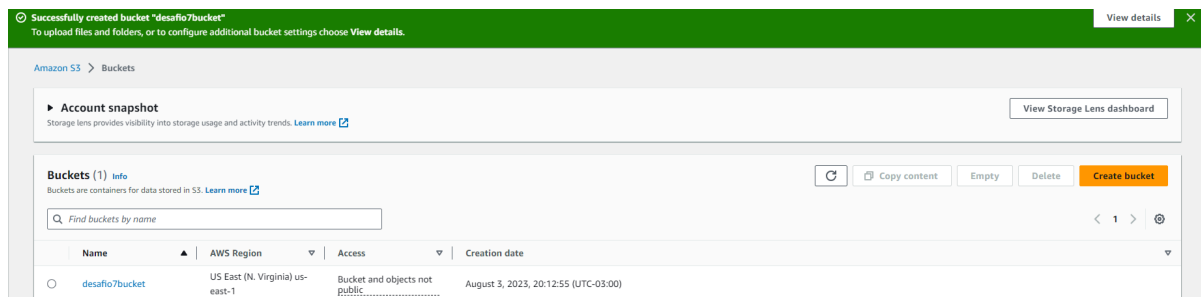 Successfully created bucket "desafio7bucket"
View details
To upload files and folders, or to configure additional bucket settings choose View details.
Amazon S3 > Buckets
Account snapshot
View Storage Lens dashboard
Storage lens provides visibility into storage usage and activity trends. Learn more
Buckets (1) Info
Copy content Empty Delete Create bucket
Buckets are containers for data stored in S3. Learn more
Find buckets by name
< 1 >
Name AWS Region Access Creation date
desafio7bucket
US East (N. Virginia) us-
east-1
Bucket and objects not
public
August 3, 2023, 20:12:55 (UTC-03:00)